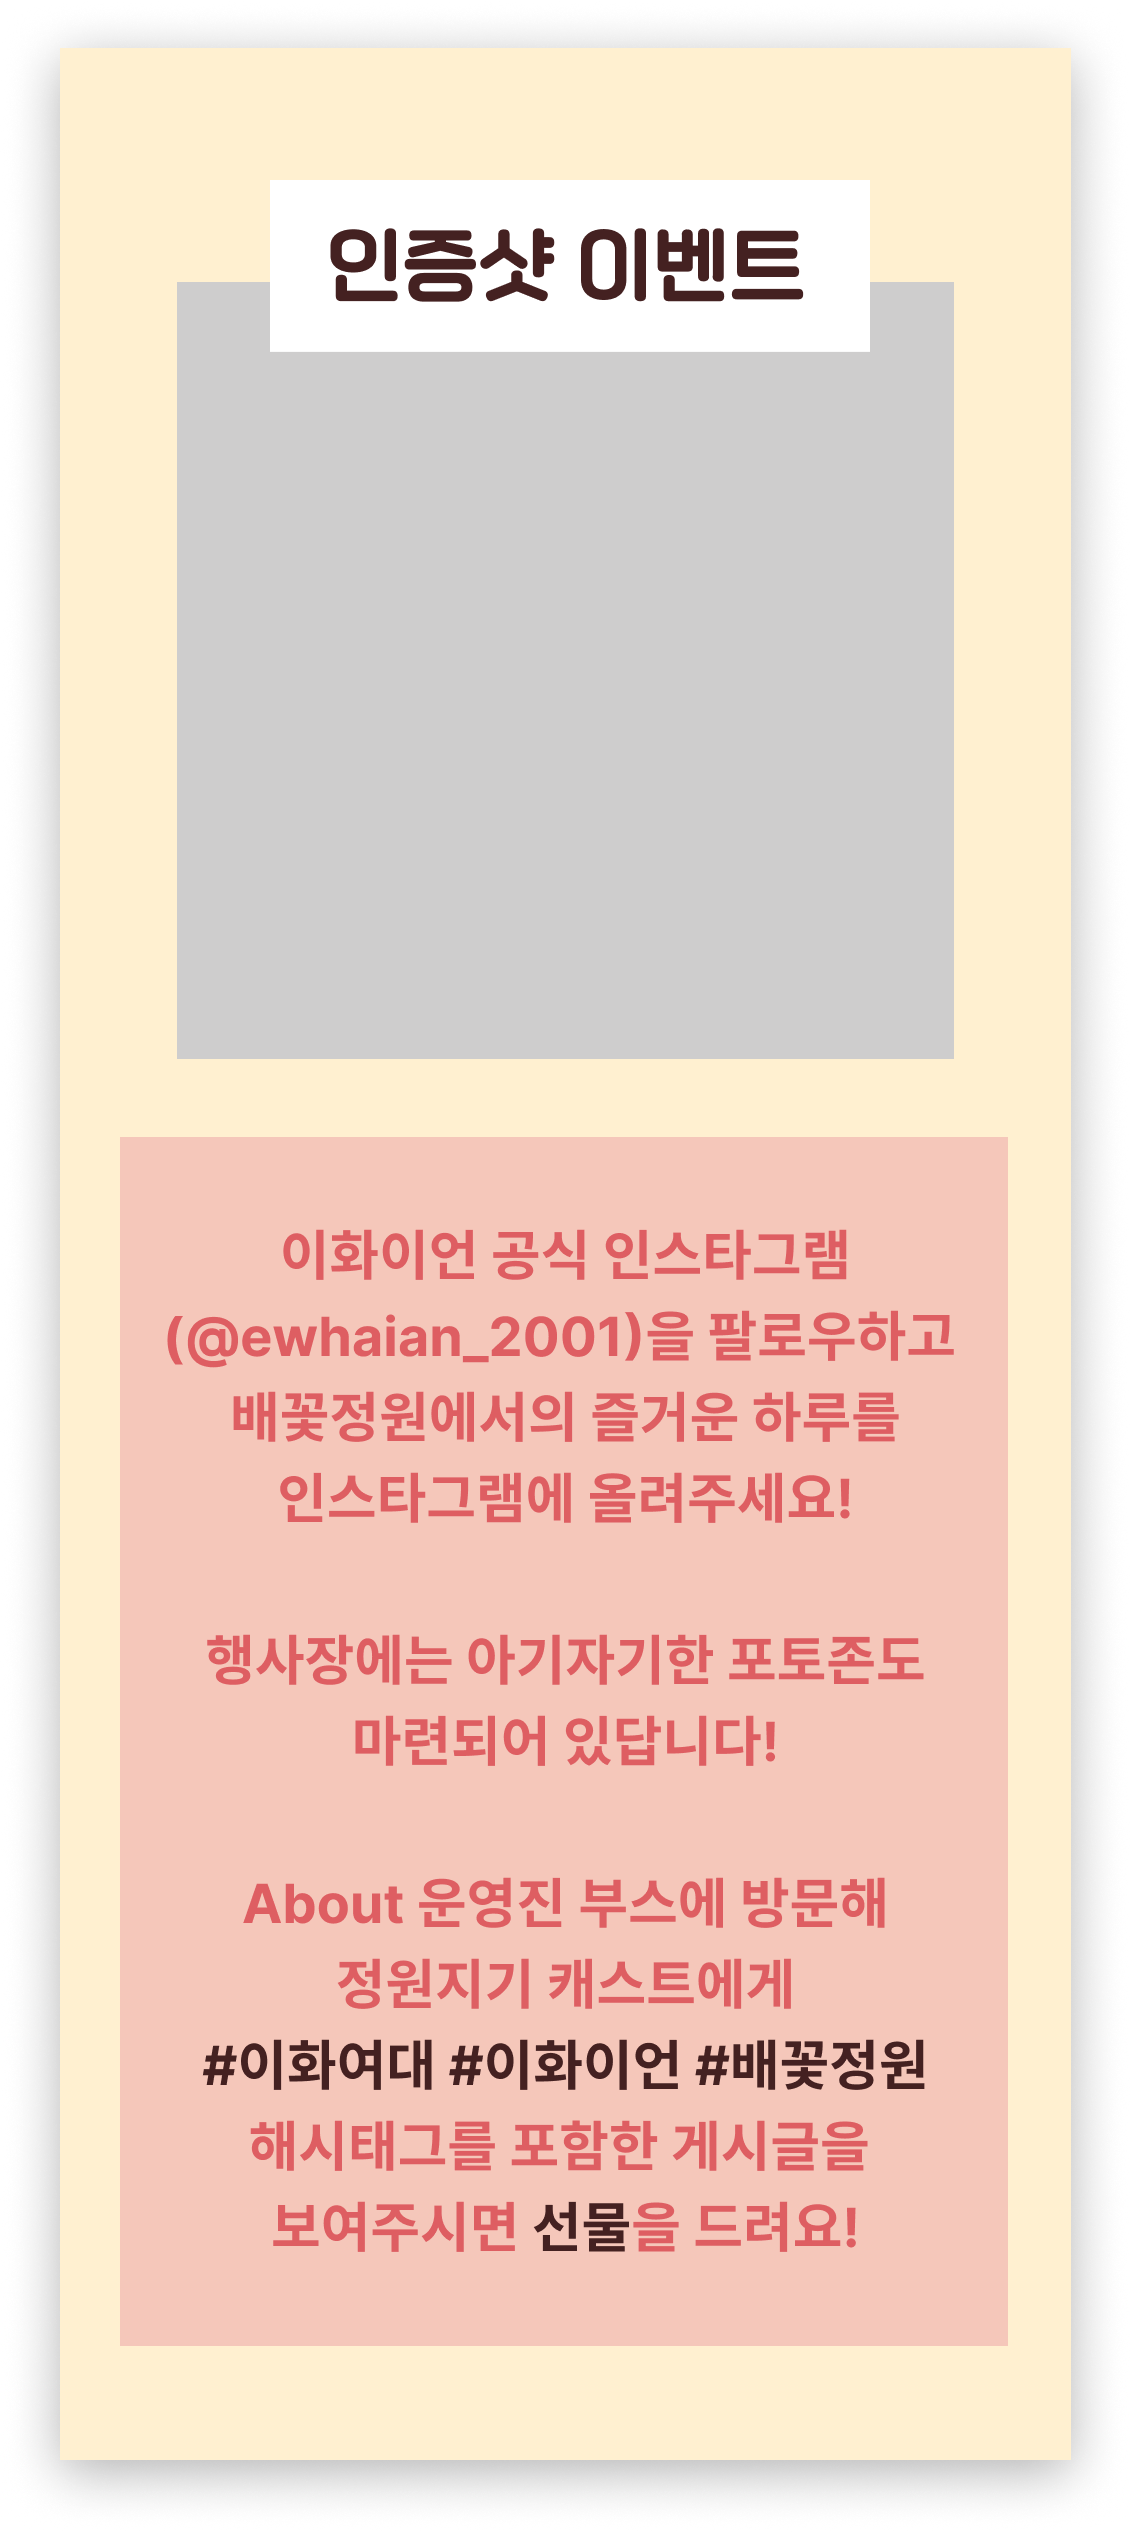 인증샷 이벤트
이화이언 공식 인스타그램
(@ewhaian_2001)을 팔로우하고
배꽃정원에서의 즐거운 하루를
인스타그램에 올려주세요!
행사장에는 아기자기한 포토존도
마련되어 있답니다!
About 운영진 부스에 방문해
정원지기 캐스트에게
#이화여대 #이화이언 #배꽃정원
해시태그를 포함한 게시글을
보여주시면 선물을 드려요!